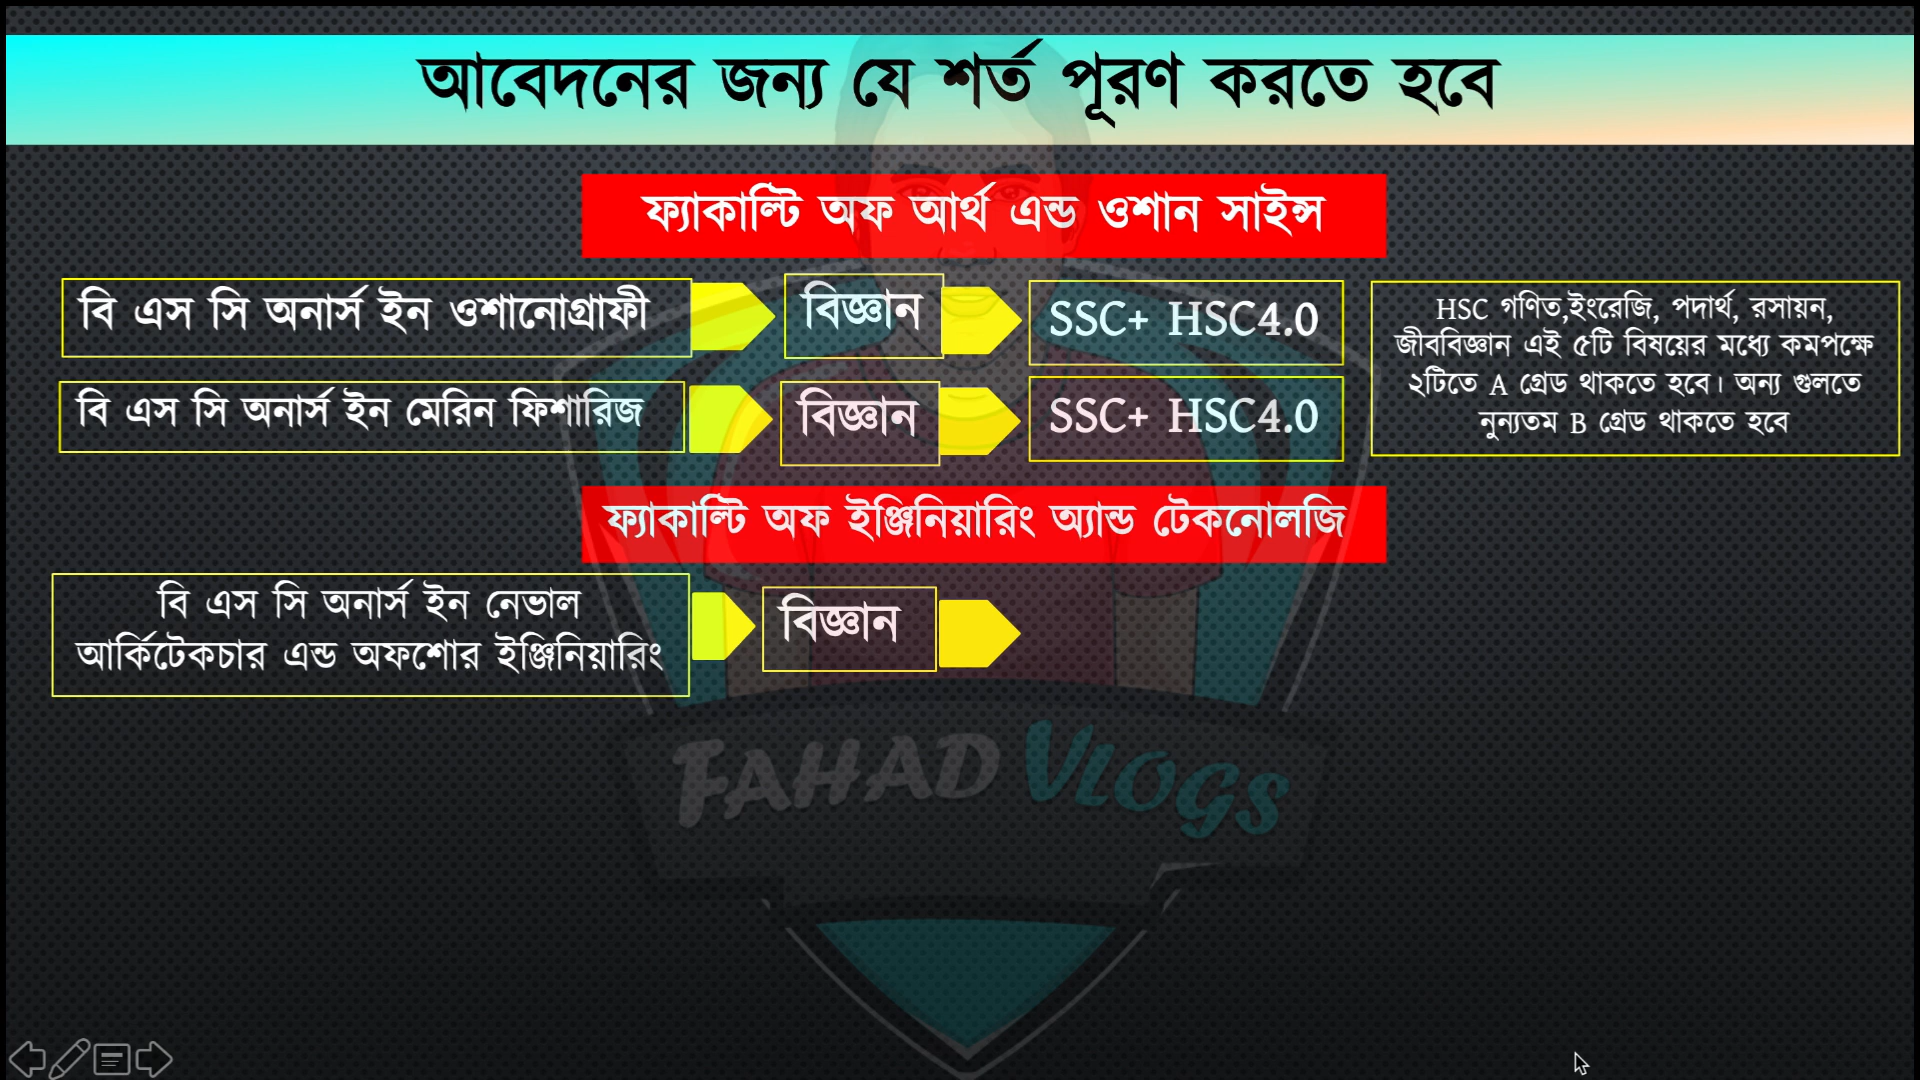 আবেদনের জন্য যে শর্ত পূরণ করতে হবে
ফ্যাকাল্টি অফ আর্থ এন্ড ওশান সাইন্স
বি এস সি অনার্স ইন ওশানোগ্রাফী
বিজ্ঞান
SSC+ HSC4.0
HSC গণিত,ইংরেজি, পদার্থ, রসায়ন,
জীববিজ্ঞান এই ৫টি বিষয়ের মধ্যে কমপক্ষে
২টিতে A গ্রেড থাকতে হবে। অন্য গুলতে
নুন্যতম B গ্রেড থাকতে হবে
বি এস সি অনার্স ইন মেরিন ফিশারিজ
বিজ্ঞান
SSC+ HSC4.0
ফ্যাকাল্টি অফ ইঞ্জিনিয়ারিং অ্যান্ড টেকনোলজি
বি এস সি অনার্স ইন নেভাল
আর্কিটেকচার এন্ড অফশোর ইঞ্জিনিয়ারিং
বিজ্ঞান
FAHAD VLOGS